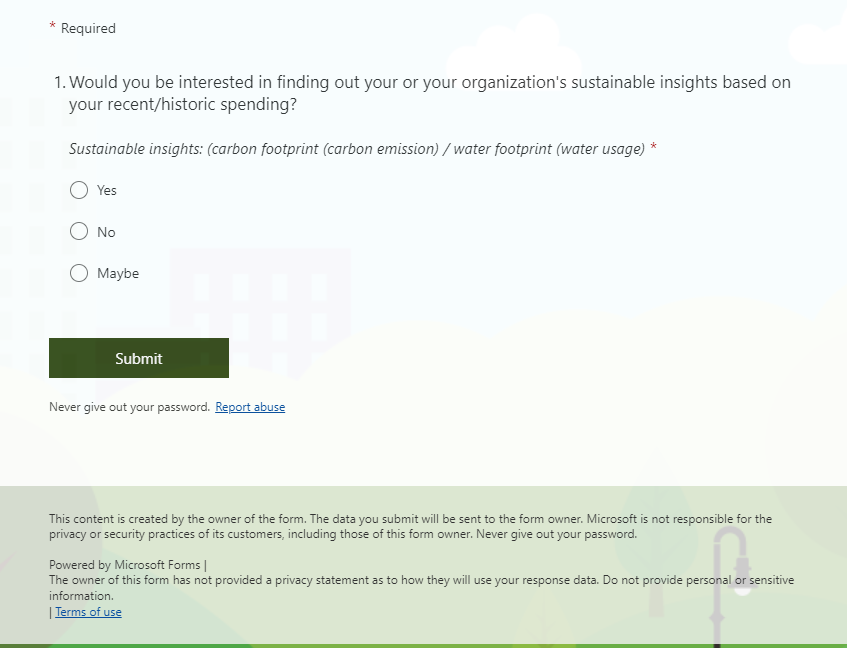 * Required
1. Would you be interested in finding out your or your organization's sustainable insights based on
your recent/historic spending?
Sustainable insights: (carbon footprint (carbon emission) / water footprint (water usage) *
Yes
No
Maybe
Submit
Never give out your password. Report abuse
This content is created by the owner of the form. The data you submit will be sent to the form owner. Microsoft is not responsible for the
privacy or security practices of its customers, including those of this form owner. Never give out your password.
Powered by Microsoft Forms |
The owner of this form has not provided a privacy statement as to how they will use your response data. Do not provide personal or sensitive
information.
| Terms of use